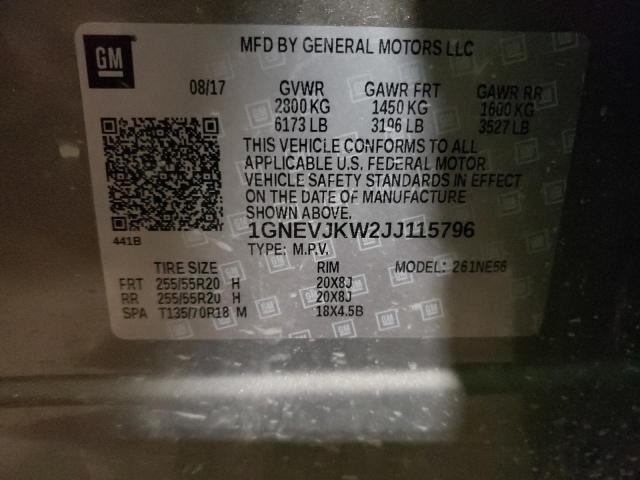 GM
MFD BY GENERAL MOTORS LLC
08/17 GVWR GAWR FRT GAWR RR
2800 KG 1450 KG 1600 KG
6173 LB 3196 LB 3527 LB
THIS VEHICLE CONFORMS TO ALL
APPLICABLE U.S. FEDERAL MOTOR
VEHICLE SAFETY STANDARDS IN EFFECT
ON THE DATE OF MANUFACTURE
SHOWN ABOVE.
1GNEVJKW2JJ115796
441B
TYPE: M.P.V.
TIRE SIZE RIM MODEL: 261NE56
FRT 255/55R20 H 20X8J
RR 255/55R20 H 20X8J
SPA T135/70R18 M 18X4.5B